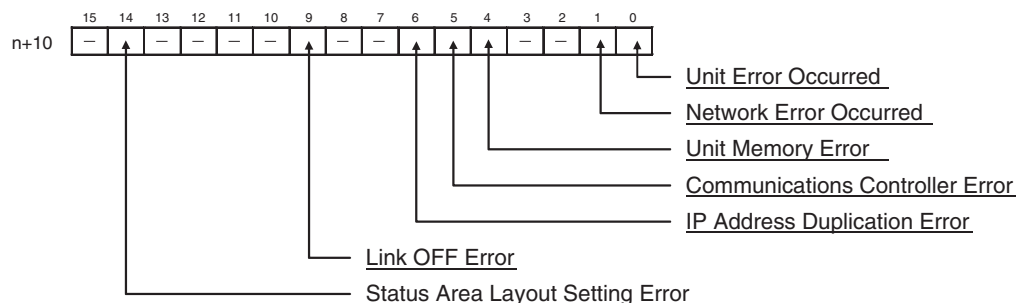 15 14 13 12 11 10 9 8 7 6 5 4 3 2 1 0
n+10 – – – – – – – – – –
Unit Error Occurred
Network Error Occurred
Unit Memory Error
Communications Controller Error
IP Address Duplication Error
Link OFF Error
Status Area Layout Setting Error